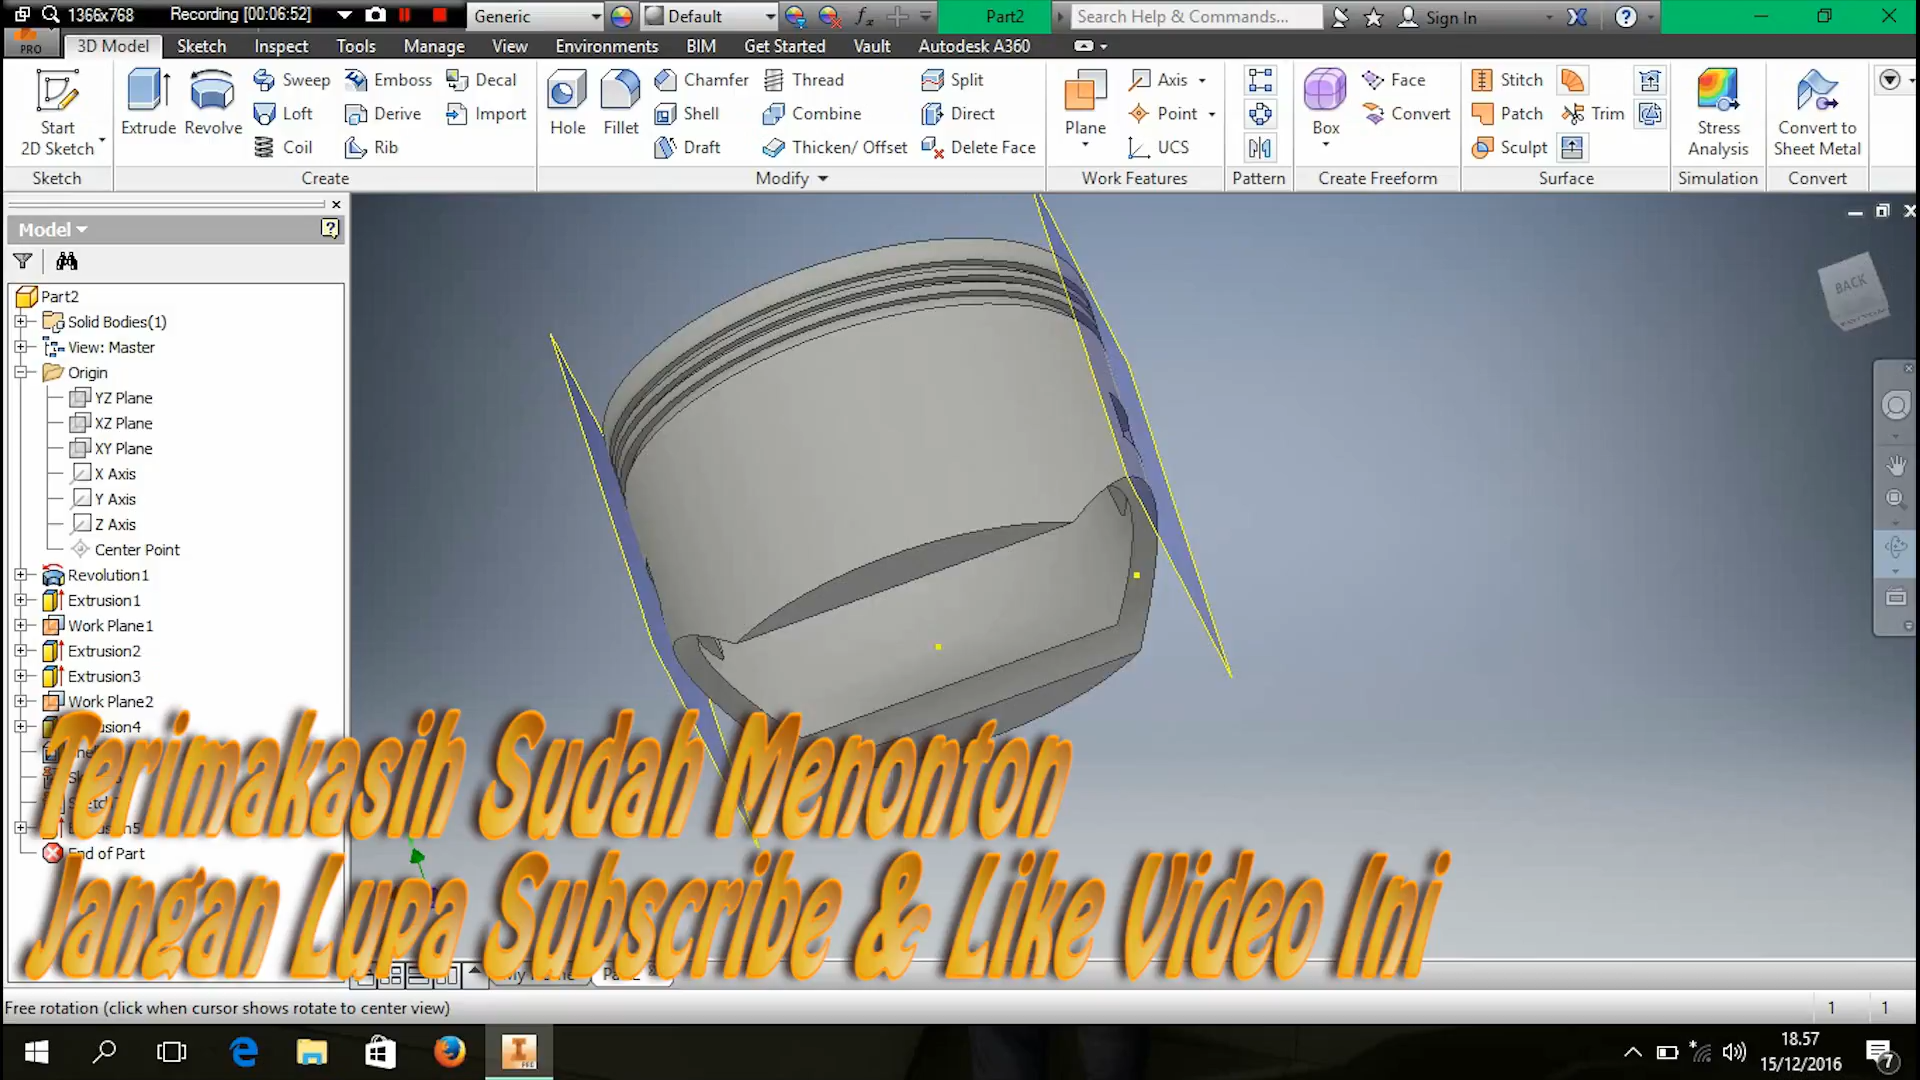 1366x768 Recording [00:06:52] Generic Default fx Part2 Search Help & Commands... Sign In
PRO 3D Model Sketch Inspect Tools Manage View Environments BIM Get Started Vault Autodesk A360
Sweep Emboss Decal Chamfer Thread Split Axis Face Stitch
Loft Derive Import Shell Combine Direct Point Convert Patch Trim
Start 2D Sketch Extrude Revolve Hole Fillet Plane Box Stress Analysis Convert to Sheet Metal
Coil Rib Draft Thicken/ Offset Delete Face UCS Sculpt
Sketch Create Modify Work Features Pattern Create Freeform Surface Simulation Convert
Model
BACK
Part2
Solid Bodies(1)
View: Master
Origin
YZ Plane
XZ Plane
XY Plane
X Axis
Y Axis
Z Axis
Center Point
Revolution1
Extrusion1
Work Plane1
Extrusion2
Extrusion3
Work Plane2
End of Part
Terimakasih Sudah Menonton
Jangan Lupa Subscribe & Like Video Ini
Free rotation (click when cursor shows rotate to center view) 1 1
18.57
15/12/2016
7